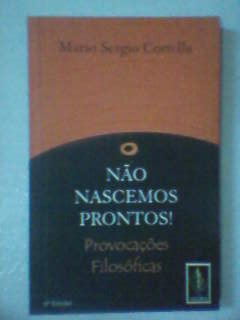 Mario Sergio Cortella
NÃO
NASCEMOS
PRONTOS!
Provocações
Filosóficas